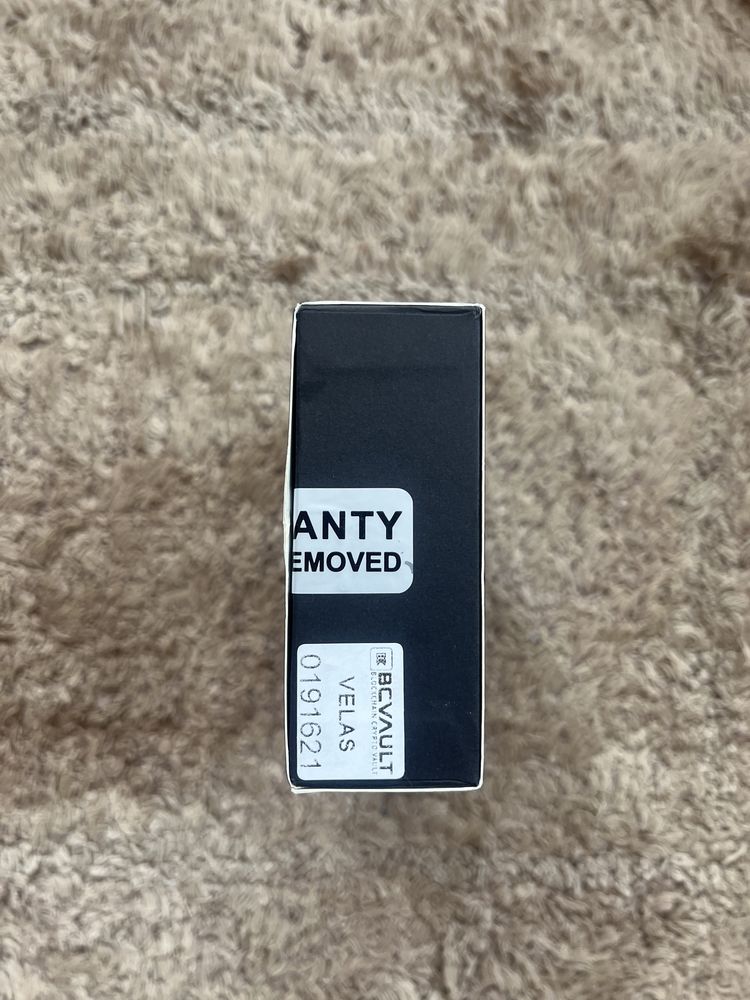 ANTY
EMOVED
BCVAULT
BLOCKCHAIN CRYPTO VAULT
VELAS
0191621